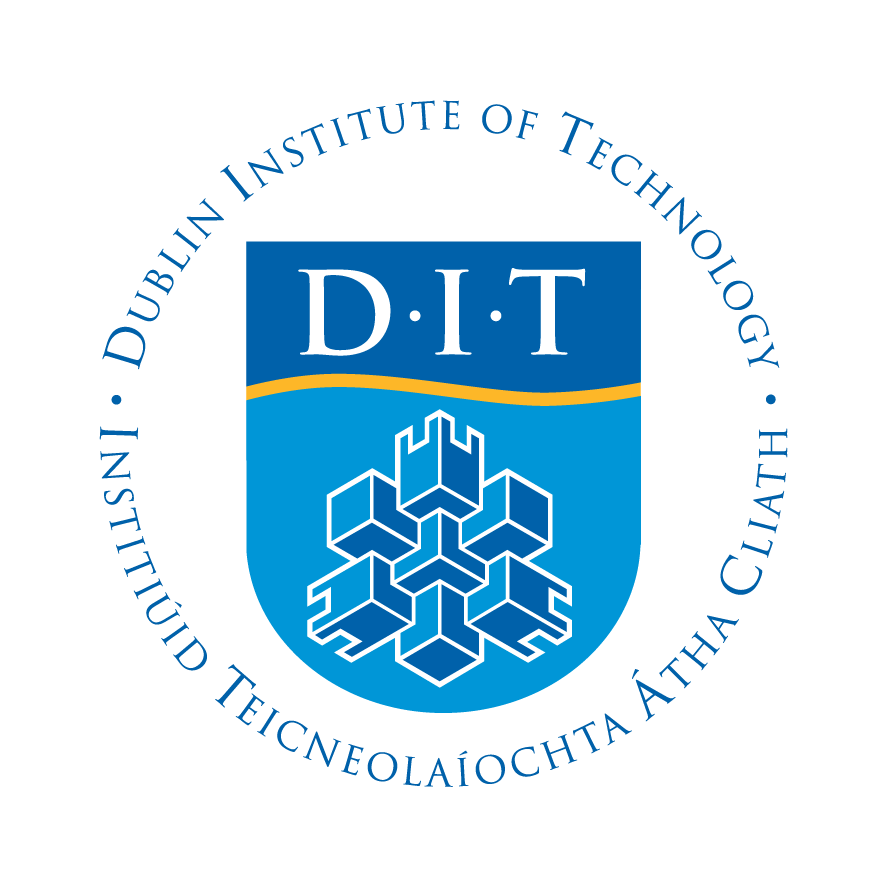 Dublin Institute of Technology
D·I·T
Institiúid Teicneolaíochta Átha Cliath